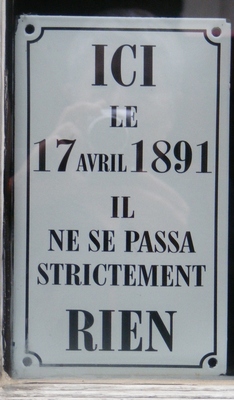 ICI
LE
17 AVRIL 1891
IL
NE SE PASSA
STRICTEMENT
RIEN